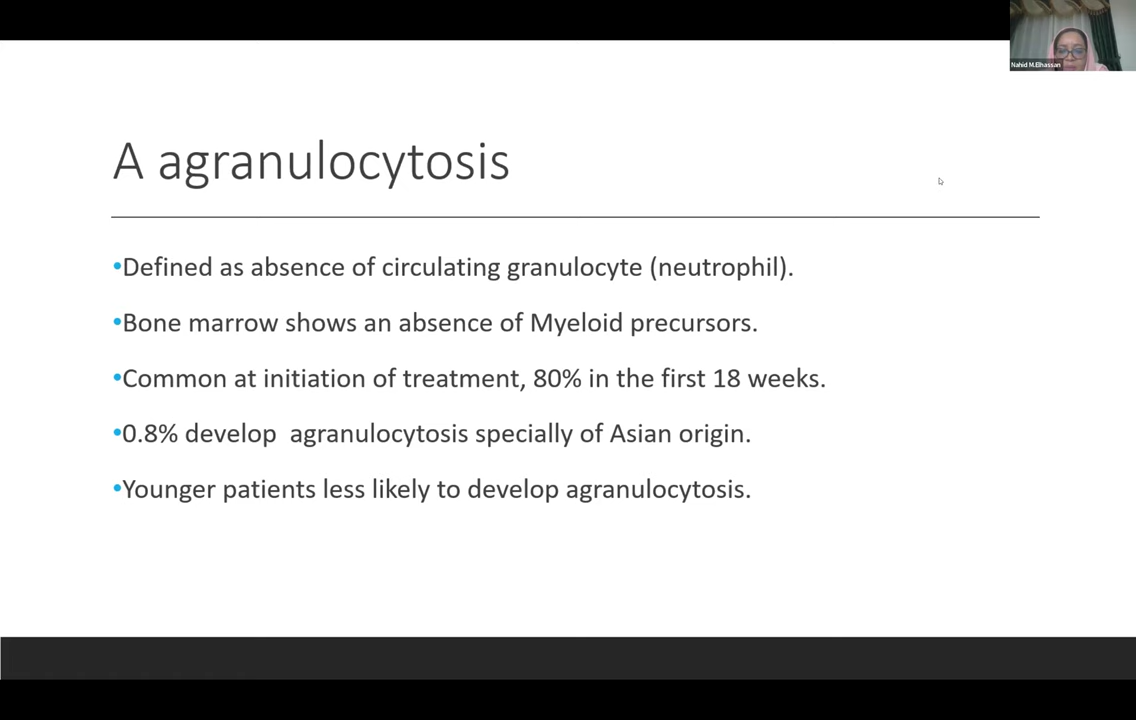 Nahid M.Elhassan
A agranulocytosis
•Defined as absence of circulating granulocyte (neutrophil).
•Bone marrow shows an absence of Myeloid precursors.
•Common at initiation of treatment, 80% in the first 18 weeks.
•0.8% develop  agranulocytosis specially of Asian origin.
•Younger patients less likely to develop agranulocytosis.